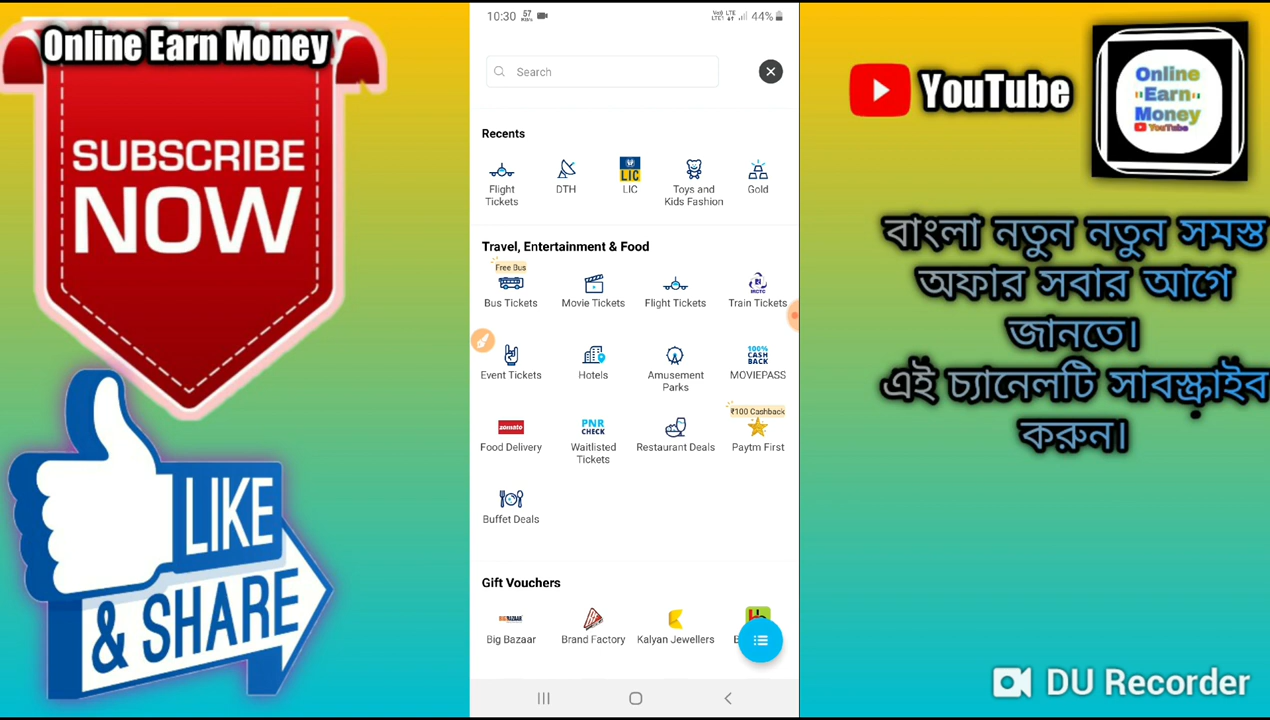 Online Earn Money
SUBSCRIBE
NOW
LIKE
& SHARE
10:30
44%
Search
Recents
Flight
Tickets
DTH
LIC
LIC
Toys and
Kids Fashion
Gold
Travel, Entertainment & Food
Free Bus
Bus Tickets
Movie Tickets
Flight Tickets
IRCTC
Train Tickets
Event Tickets
Hotels
Amusement
Parks
100%
CASH
BACK
MOVIEPASS
zomato
Food Delivery
PNR
CHECK
Waitlisted
Tickets
Restaurant Deals
₹100 Cashback
Paytm First
Buffet Deals
Gift Vouchers
BIG BAZAAR
Big Bazaar
Brand Factory
Kalyan Jewellers
YouTube
Online
Earn
Money
YouTube
বাংলা নতুন নতুন সমস্ত
অফার সবার আগে
জানতে।
এই চ্যানেলটি সাবস্ক্রাইব
করুন।
DU Recorder